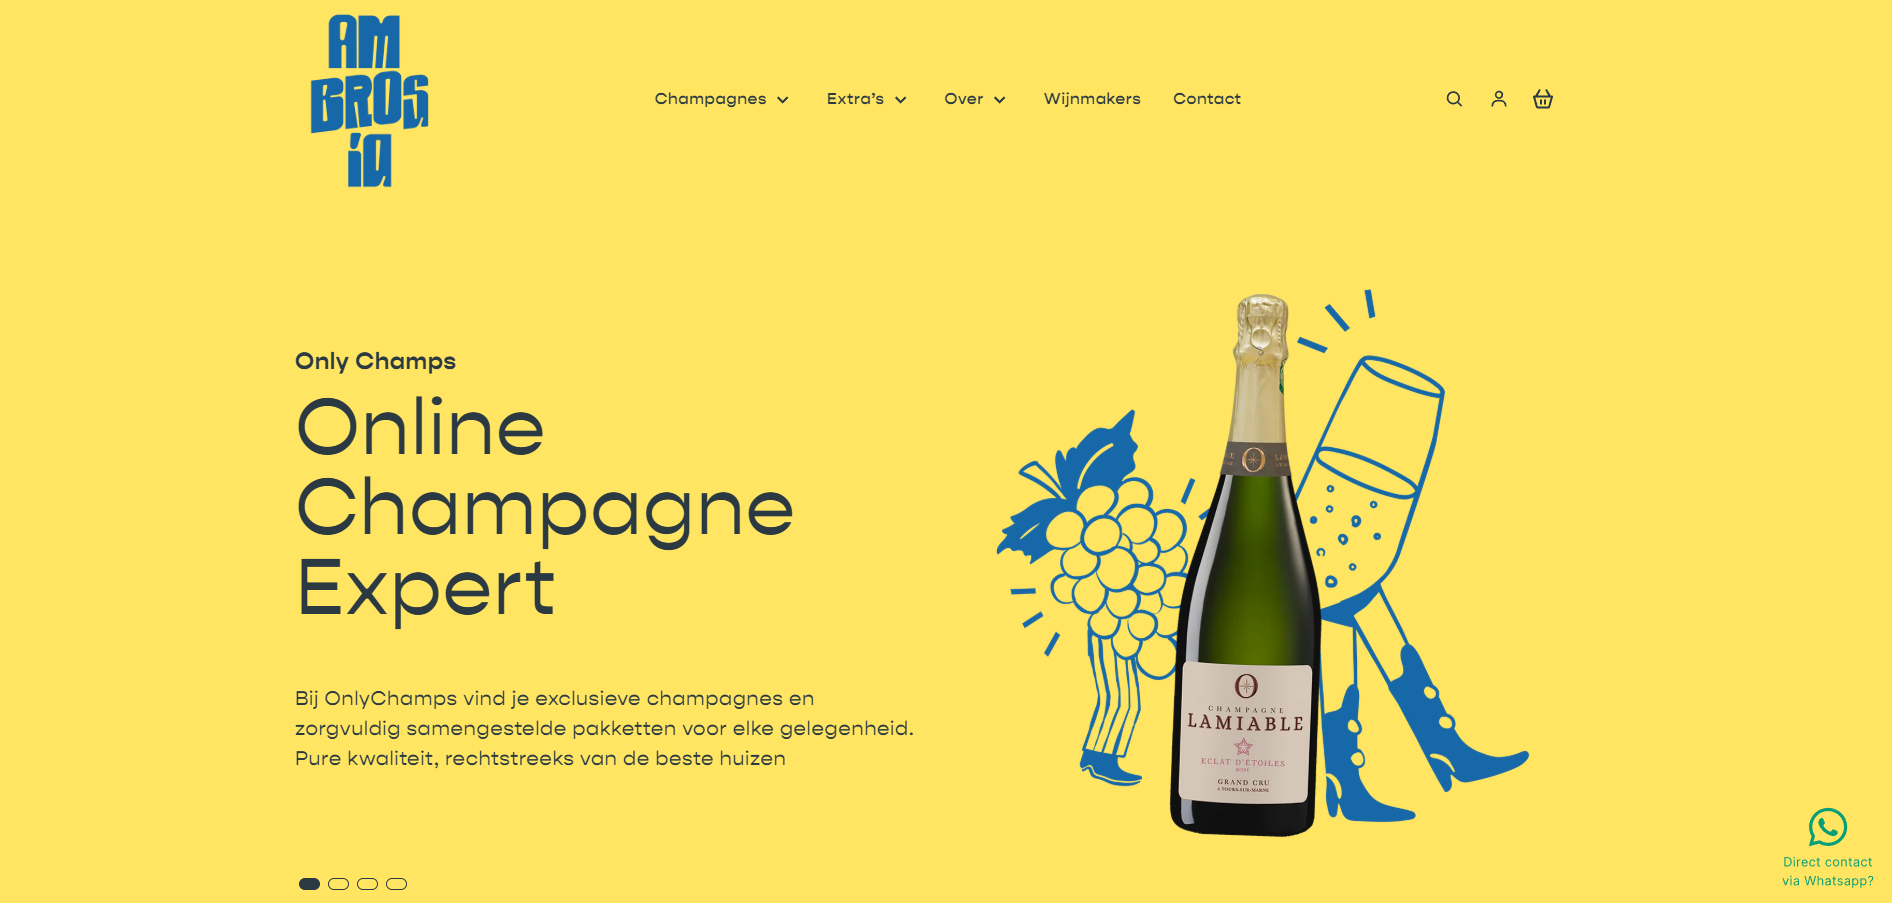 AM
BROS
ia
Champagnes
Extra's
Over
Wijnmakers
Contact
Only Champs
Online
Champagne
Expert
Bij OnlyChamps vind je exclusieve champagnes en
zorgvuldig samengestelde pakketten voor elke gelegenheid.
Pure kwaliteit, rechtstreeks van de beste huizen
CHAMPAGNE
LAMIABLE
ECLAT D'ÉTOILES
ROSÉ
GRAND CRU
À TOURS-SUR-MARNE
Direct contact
via Whatsapp?